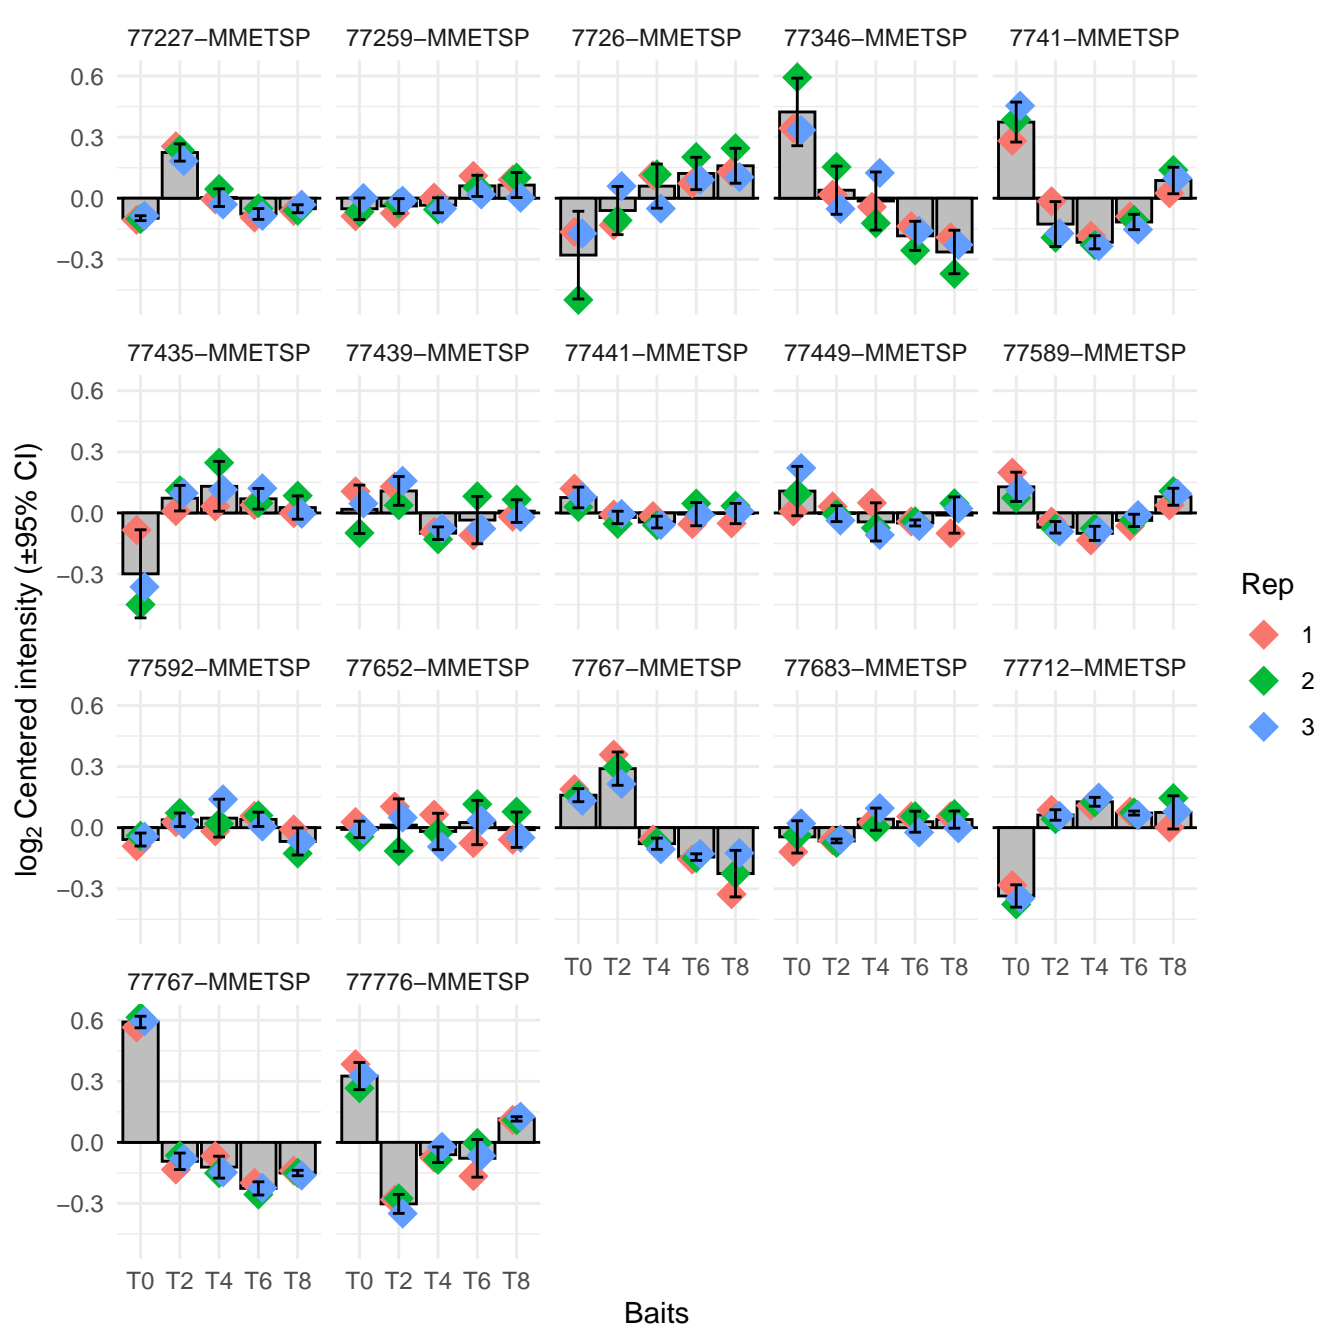 77227−MMETSP 77259−MMETSP 7726−MMETSP 77346−MMETSP 7741−MMETSP
0.6
0.3
0.0
−0.3
77435−MMETSP 77439−MMETSP 77441−MMETSP 77449−MMETSP 77589−MMETSP
0.6
0.3
0.0
−0.3
77592−MMETSP 77652−MMETSP 7767−MMETSP 77683−MMETSP 77712−MMETSP
0.6
0.3
0.0
−0.3
T0 T2 T4 T6 T8 T0 T2 T4 T6 T8 T0 T2 T4 T6 T8
77767−MMETSP 77776−MMETSP
0.6
0.3
0.0
−0.3
T0 T2 T4 T6 T8 T0 T2 T4 T6 T8
Baits
log₂ Centered intensity (±95% CI)
Rep
1
2
3